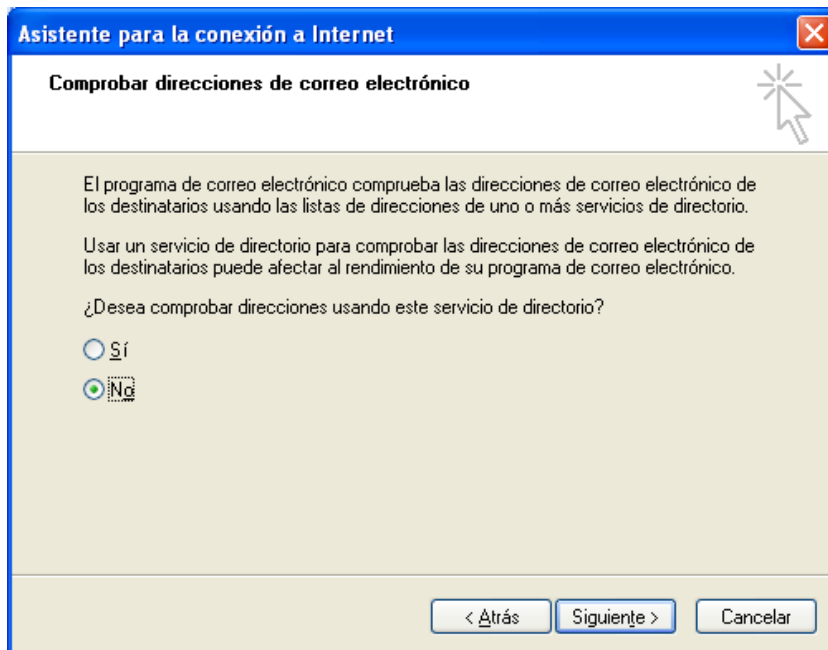 Asistente para la conexión a Internet
Comprobar direcciones de correo electrónico
El programa de correo electrónico comprueba las direcciones de correo electrónico de
los destinatarios usando las listas de direcciones de uno o más servicios de directorio.
Usar un servicio de directorio para comprobar las direcciones de correo electrónico de
los destinatarios puede afectar al rendimiento de su programa de correo electrónico.
¿Desea comprobar direcciones usando este servicio de directorio?
Sí
No
< Atrás Siguiente > Cancelar